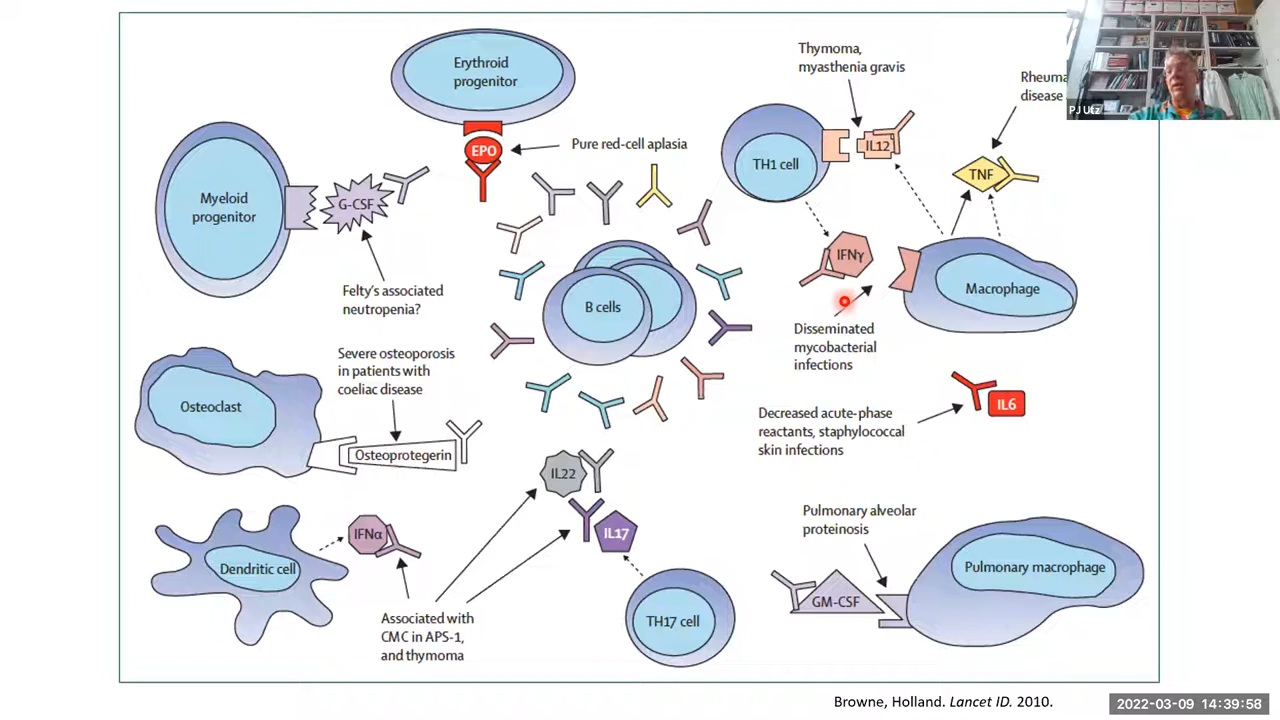 Erythroid
progenitor
EPO
Pure red-cell aplasia
Thymoma,
myasthenia gravis
TH1 cell
IL12
disease
PJ Utz
TNF
Myeloid
progenitor
G-CSF
IFNγ
Macrophage
Felty's associated
neutropenia?
B cells
Disseminated
mycobacterial
infections
Severe osteoporosis
in patients with
coeliac disease
Osteoclast
Osteoprotegerin
Decreased acute-phase
reactants, staphylococcal
skin infections
IL6
IL22
IL17
IFNα
Dendritic cell
Associated with
CMC in APS-1,
and thymoma
TH17 cell
Pulmonary alveolar
proteinosis
GM-CSF
Pulmonary macrophage
Browne, Holland. Lancet ID. 2010.
2022-03-09 14:39:58